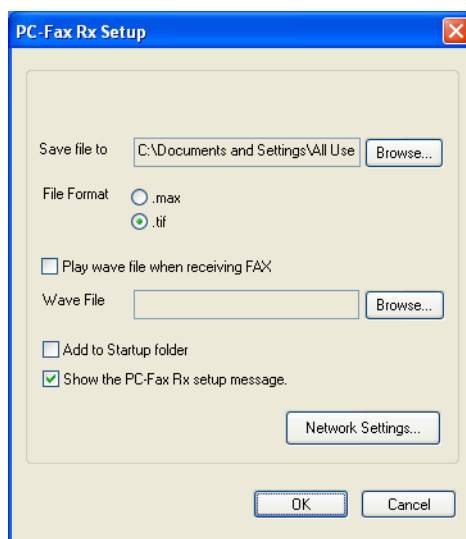 PC-Fax Rx Setup
Save file to C:\Documents and Settings\All Use Browse...
File Format .max
.tif
Play wave file when receiving FAX
Wave File Browse...
Add to Startup folder
Show the PC-Fax Rx setup message.
Network Settings...
OK Cancel